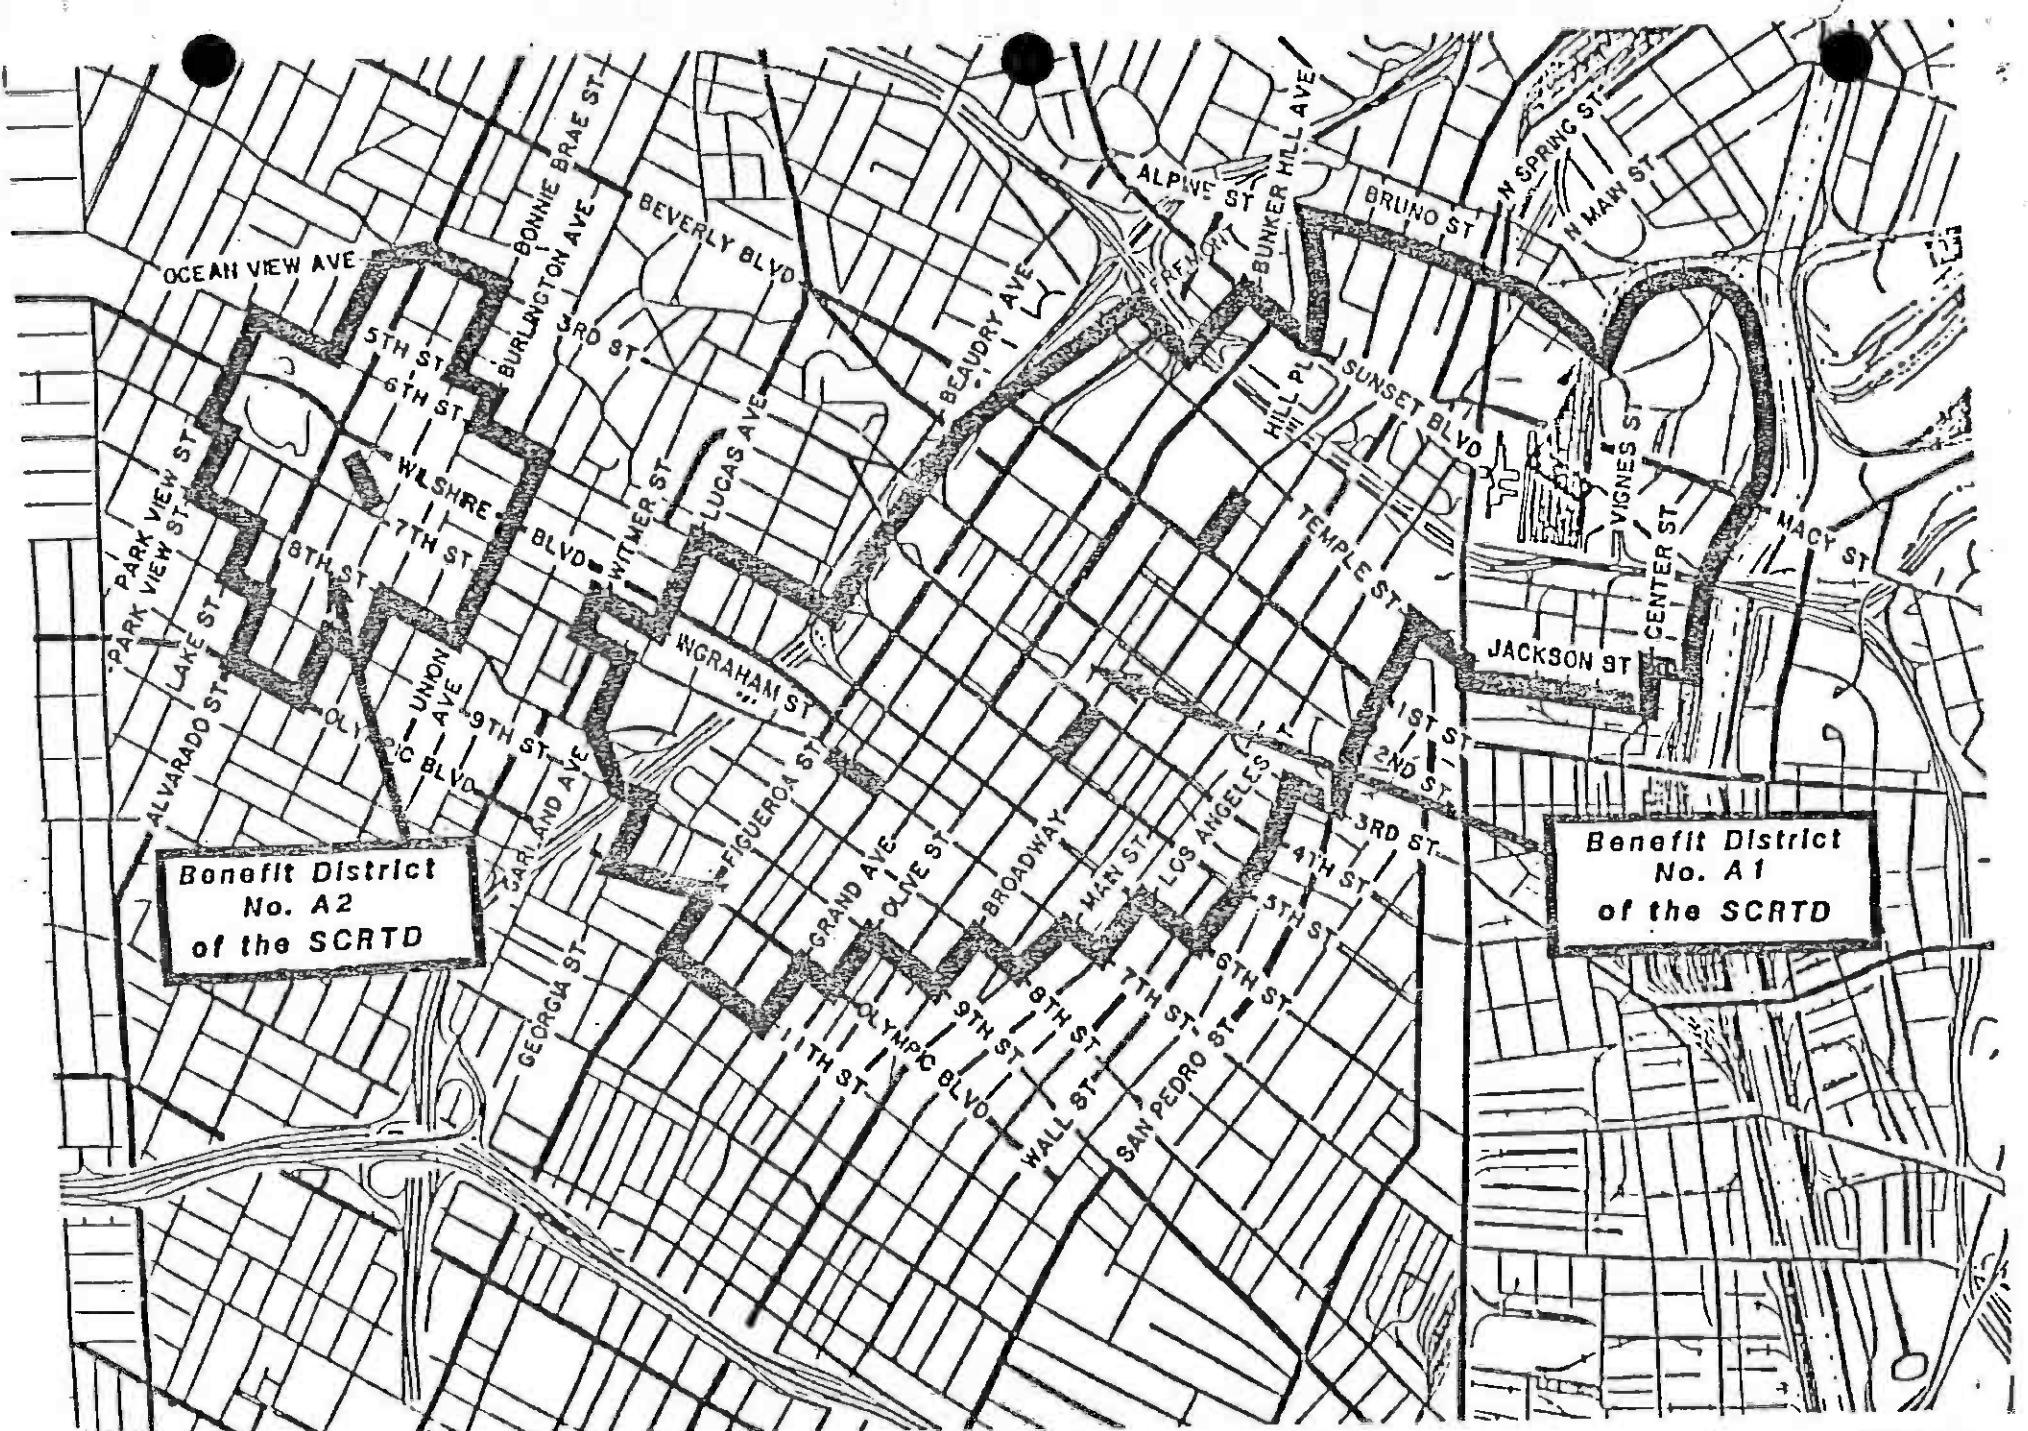 BONNIE BRAE ST
BURLINGTON AVE
BEVERLY BLVD
ALPINE ST
BUNKER HILL AVE
BRUNO ST
N SPRING ST
N MAIN ST
OCEAN VIEW AVE
5TH ST
6TH ST
3RD ST
BEAUDRY AVE
HILL PL
SUNSET BLVD
WILSHIRE
BLVD
7TH ST
8TH ST
WITMER ST
LUCAS AVE
TEMPLE ST
VIGNES ST
CENTER ST
MACY ST
JACKSON ST
PARK VIEW ST
PARK VIEW ST
LAKE ST
ALVARADO ST
UNION
AVE
9TH ST
OLYMPIC BLVD
INGRAHAM ST
GARLAND AVE
FIGUEROA ST
GRAND AVE
OLIVE ST
BROADWAY
MAIN ST
LOS ANGELES ST
1ST ST
2ND ST
3RD ST
4TH ST
5TH ST
6TH ST
7TH ST
8TH ST
9TH ST
OLYMPIC BLVD
11TH ST
GEORGIA ST
WALL ST
SAN PEDRO ST
Benefit District
No. A2
of the SCRTD
Benefit District
No. A1
of the SCRTD